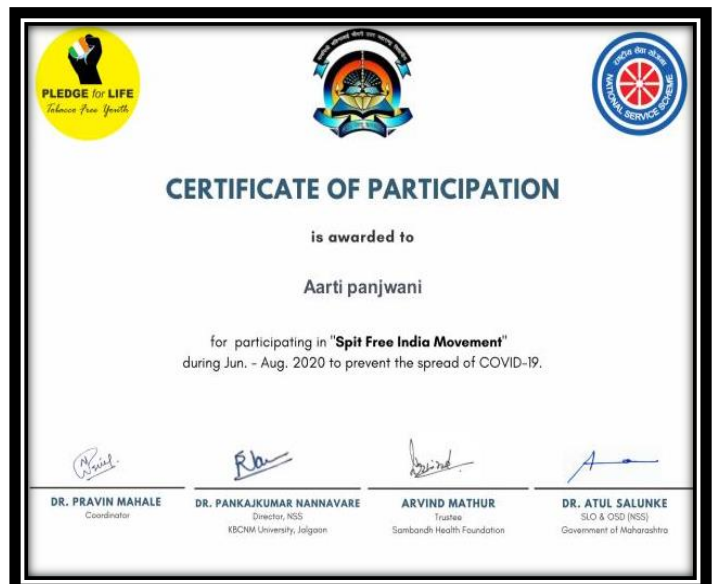 PLEDGE for LIFE
Tobacco Free Youth
राष्ट्रीय सेवा योजना
NATIONAL SERVICE SCHEME
CERTIFICATE OF PARTICIPATION
is awarded to
Aarti panjwani
for participating in "Spit Free India Movement"
during Jun. - Aug. 2020 to prevent the spread of COVID-19.
DR. PRAVIN MAHALE
Coordinator
DR. PANKAJKUMAR NANNAVARE
Director, NSS
KBCNM University, Jalgaon
ARVIND MATHUR
Trustee
Sambandh Health Foundation
DR. ATUL SALUNKE
SLO & OSD (NSS)
Government of Maharashtra